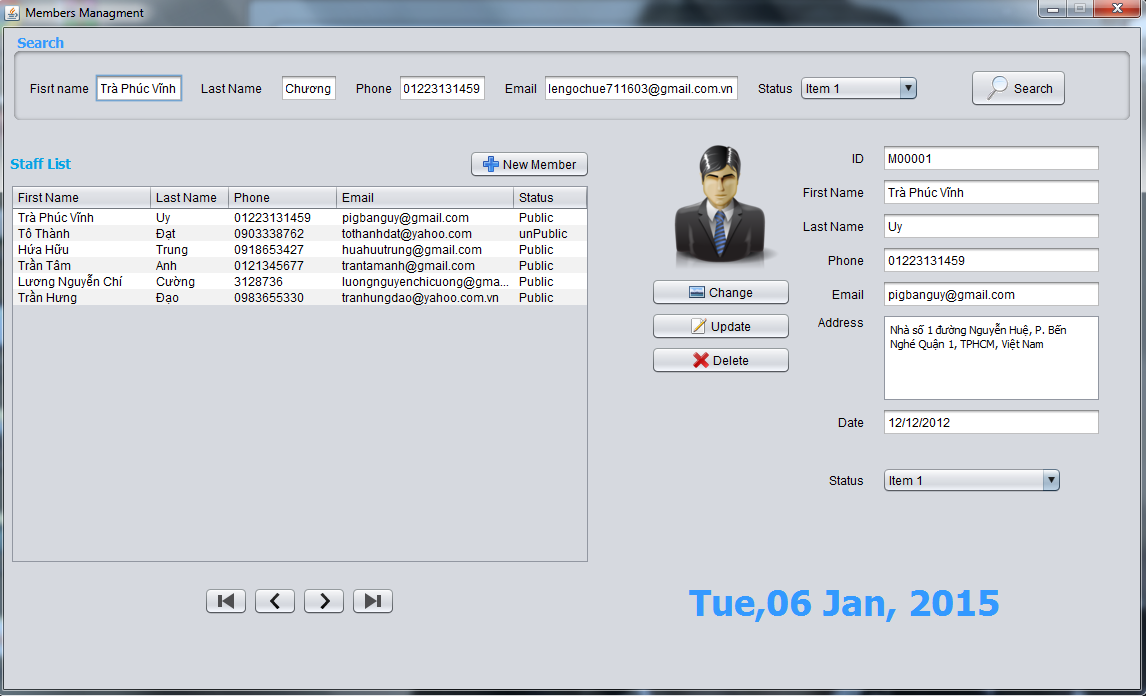 Members Managment
Search
Fisrt name Trà Phúc Vĩnh Last Name Chương Phone 01223131459 Email lengochue711603@gmail.com.vn Status Item 1 Search
Staff List
New Member
First Name Last Name Phone Email Status
Trà Phúc Vĩnh Uy 01223131459 pigbanguy@gmail.com Public
Tô Thành Đạt 0903338762 tothanhdat@yahoo.com unPublic
Hứa Hữu Trung 0918653427 huahuutrung@gmail.com Public
Trần Tâm Anh 0121345677 trantamanh@gmail.com Public
Lương Nguyễn Chí Cường 3128736 luongnguyenchicuong@gma... Public
Trần Hưng Đạo 0983655330 tranhungdao@yahoo.com.vn Public
Change
Update
Delete
ID M00001
First Name Trà Phúc Vĩnh
Last Name Uy
Phone 01223131459
Email pigbanguy@gmail.com
Address Nhà số 1 đường Nguyễn Huệ, P. Bến
Nghé Quận 1, TPHCM, Việt Nam
Date 12/12/2012
Status Item 1
Tue,06 Jan, 2015